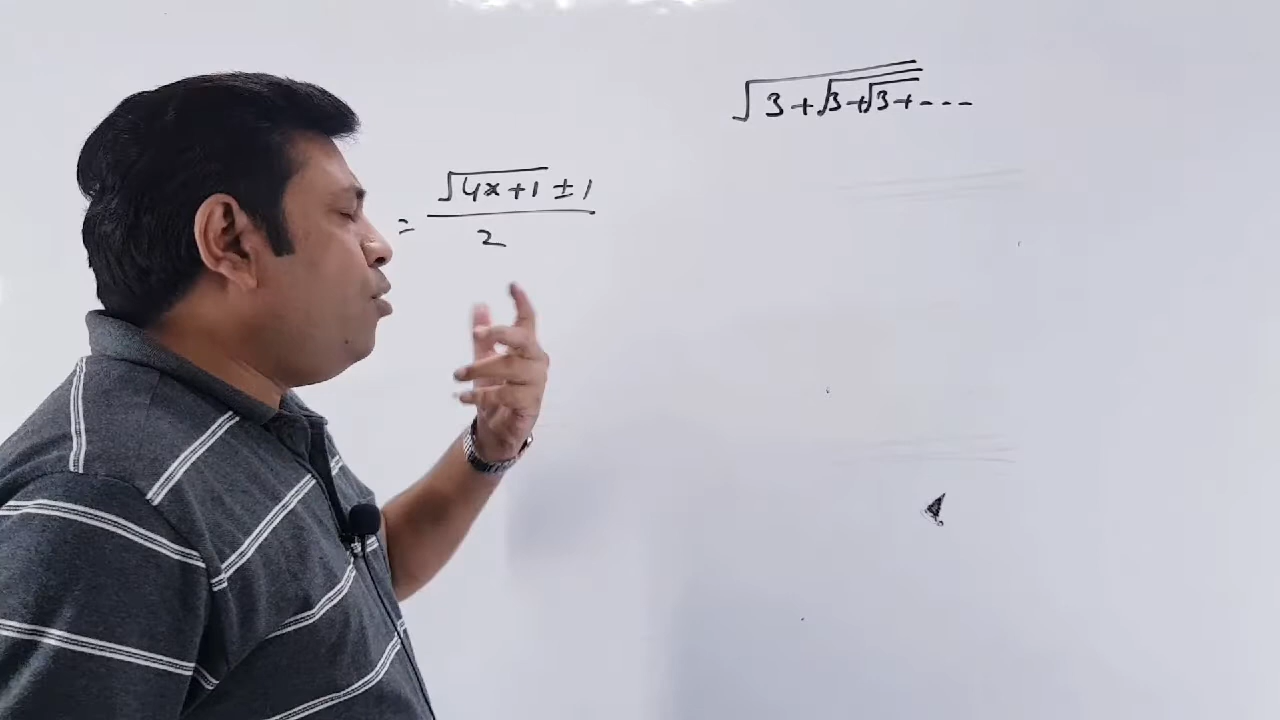 √3+√3+√3+---
= √4x+1 ± 1
2